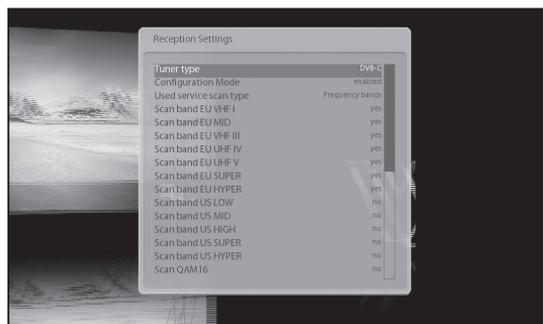 Reception Settings
Tuner type DVB-C
Configuration Mode enabled
Used service scan type Frequency bands
Scan band EU VHF I yes
Scan band EU MID yes
Scan band EU VHF III yes
Scan band EU UHF IV yes
Scan band EU UHF V yes
Scan band EU SUPER yes
Scan band EU HYPER yes
Scan band US LOW no
Scan band US MID no
Scan band US HIGH no
Scan band US SUPER no
Scan band US HYPER no
Scan QAM16 no